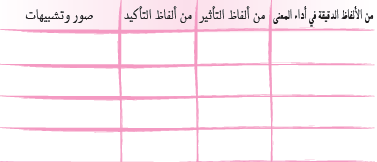 من الألفاظ الدقيقة في أداء المعنى من ألفاظ التأثير من ألفاظ التأكيد صور وتشبيهات